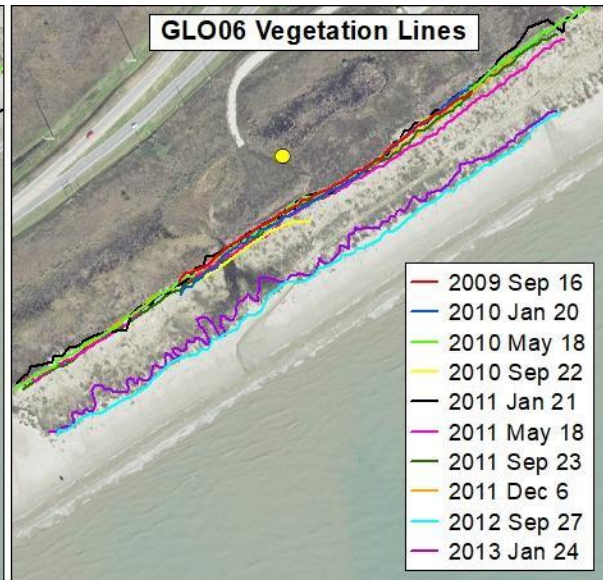 GLO06 Vegetation Lines
2009 Sep 16
2010 Jan 20
2010 May 18
2010 Sep 22
2011 Jan 21
2011 May 18
2011 Sep 23
2011 Dec 6
2012 Sep 27
2013 Jan 24